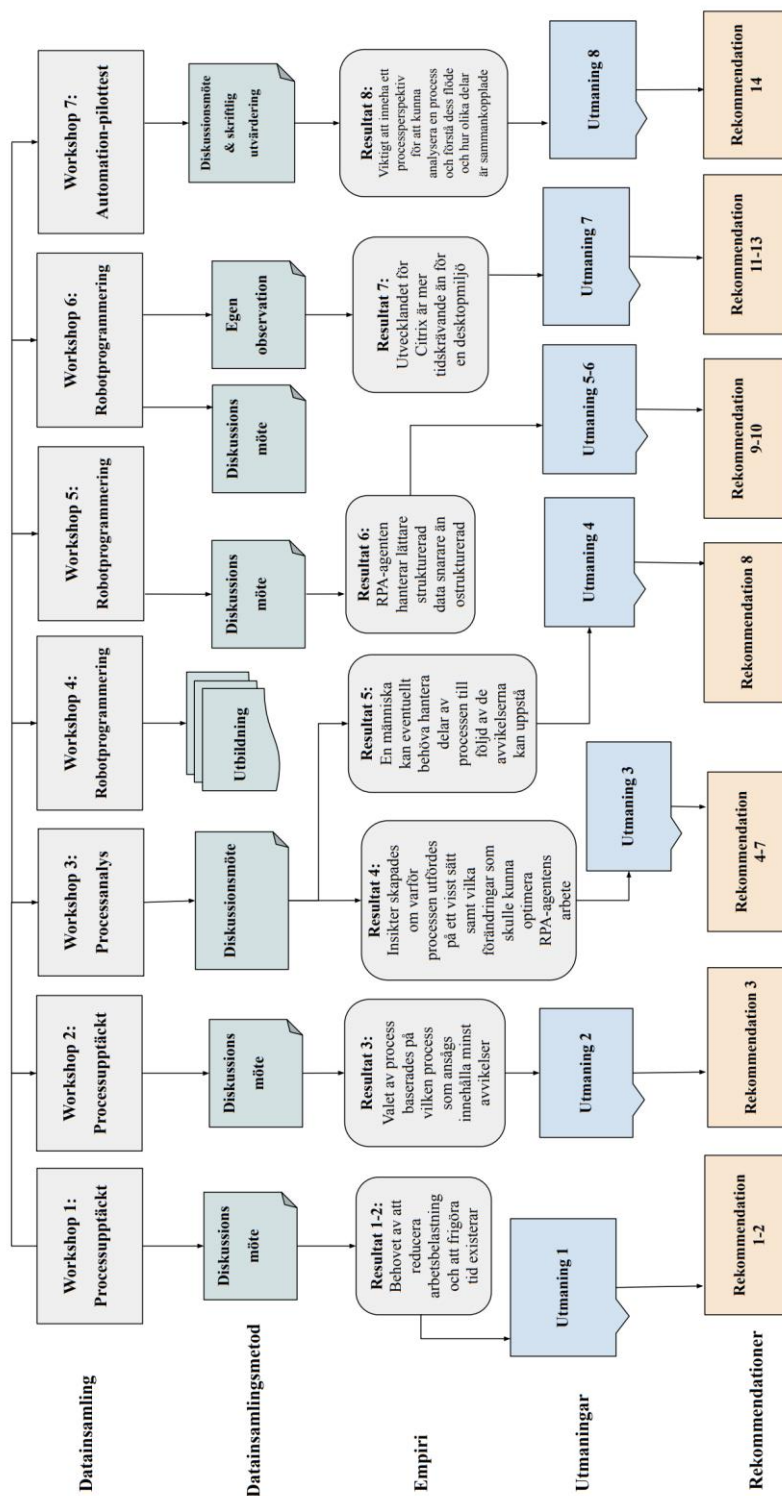 Datainsamling
Workshop 1:
Processupptäckt
Workshop 2:
Processupptäckt
Workshop 3:
Processanalys
Workshop 4:
Robotprogrammering
Workshop 5:
Robotprogrammering
Workshop 6:
Robotprogrammering
Workshop 7:
Automation-pilottest
Datainsamlingsmetod
Diskussions
möte
Diskussions
möte
Diskussionsmöte
Utbildning
Diskussions
möte
Diskussions
möte
Egen
observation
Diskussionsmöte
& skriftlig
utvärdering
Empiri
Resultat 1-2:
Behovet av att
reducera
arbetsbelastning
och att frigöra
tid existerar
Resultat 3:
Valet av process
baserades på
vilken process
som ansågs
innehålla minst
avvikelser
Resultat 4:
Insikter skapades
om varför
processen utfördes
på ett visst sätt
samt vilka
förändringar som
skulle kunna
optimera
RPA-agentens
arbete
Resultat 5:
En människa
kan eventuellt
behöva hantera
delar av
processen till
följd av de
avvikelserna
kan uppstå
Resultat 6:
RPA-agenten
hanterar lättare
strukturerad
data snarare än
ostrukturerad
Resultat 7:
Utvecklandet för
Citrix är mer
tidskrävande än för
en desktopmiljö
Resultat 8:
Viktigt att inneha ett
processperspektiv
för att kunna
analysera en process
och förstå dess flöde
och hur olika delar
är sammankopplade
Utmaningar
Utmaning 1
Utmaning 2
Utmaning 3
Utmaning 4
Utmaning 5-6
Utmaning 7
Utmaning 8
Rekommendationer
Rekommendation
1-2
Rekommendation 3
Rekommendation
4-7
Rekommendation 8
Rekommendation
9-10
Rekommendation
11-13
Rekommendation
14